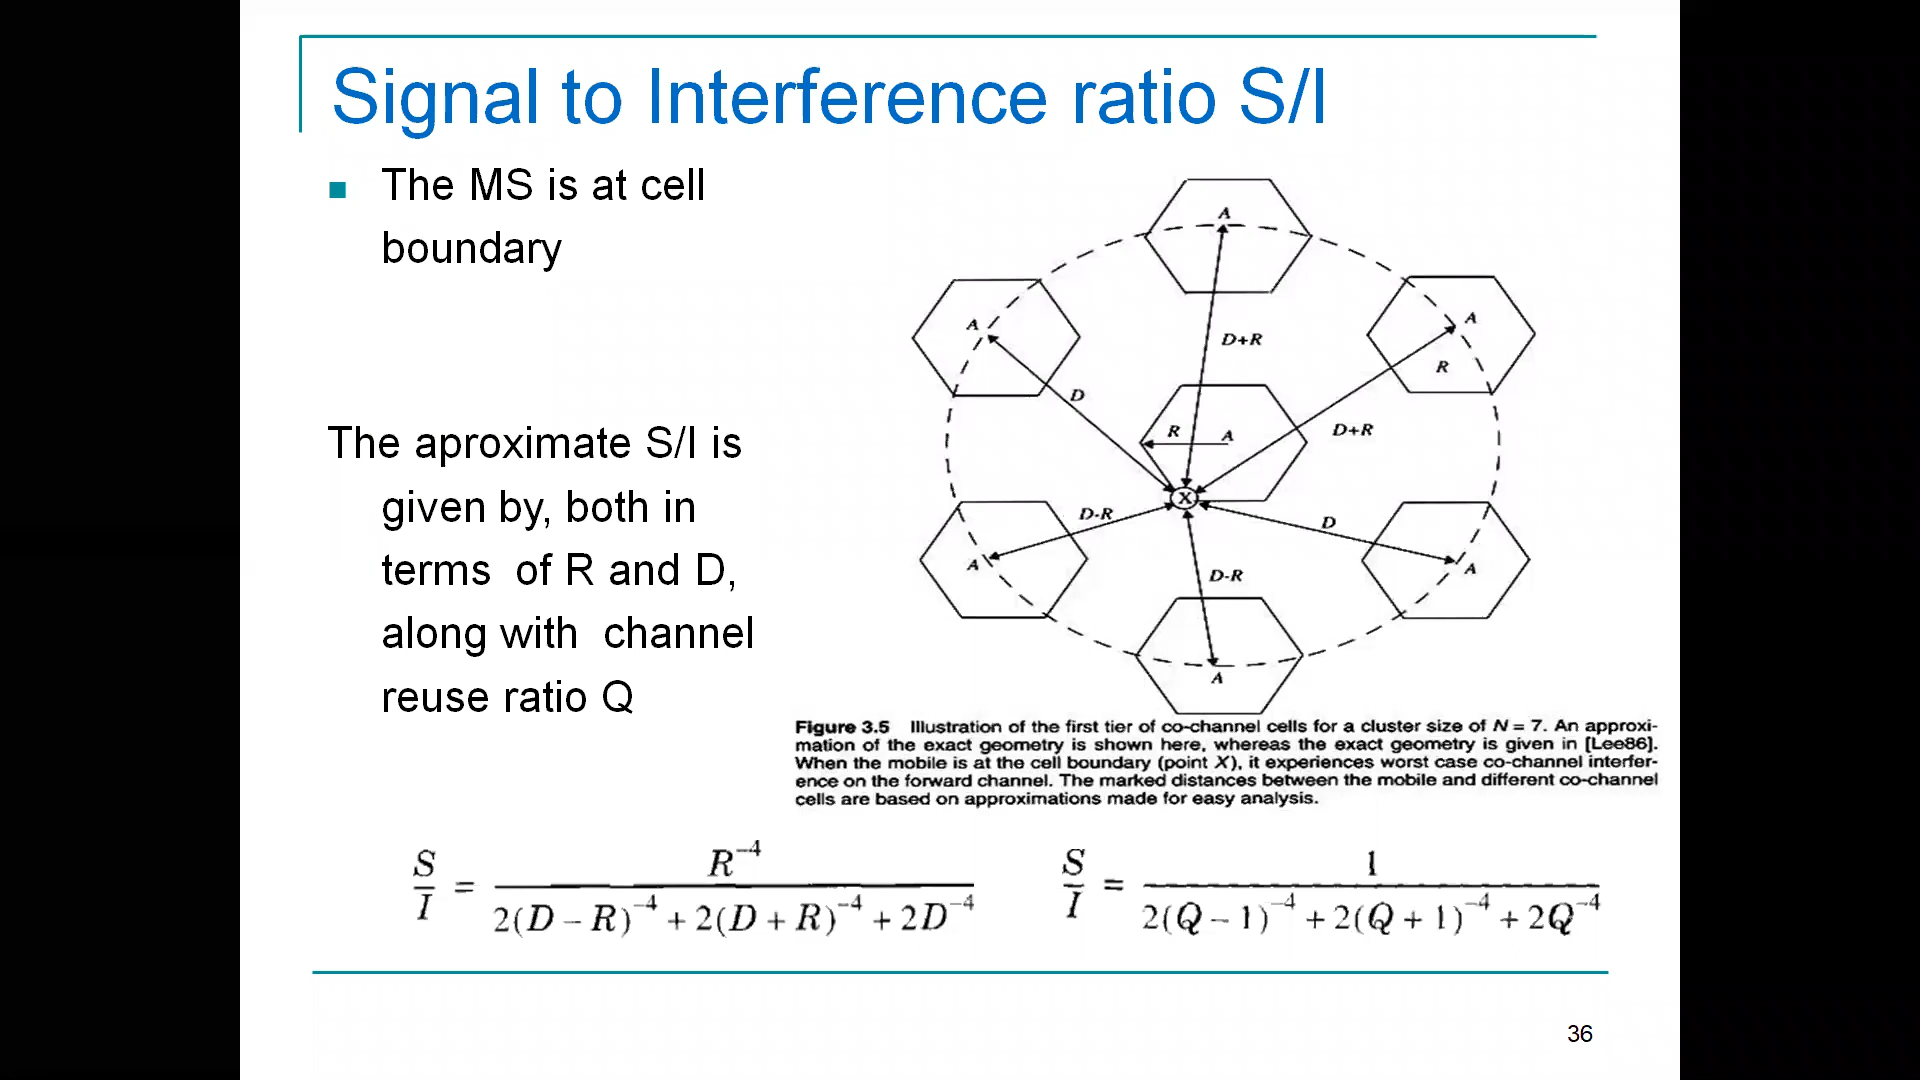 Signal to Interference ratio S/I
The MS is at cell
boundary
The aproximate S/I is
given by, both in
terms of R and D,
along with channel
reuse ratio Q
A
A
A
D+R
R
D
R
A
D+R
X
D-R
D
A
A
D-R
A
Figure 3.5 Illustration of the first tier of co-channel cells for a cluster size of N = 7. An approxi-
mation of the exact geometry is shown here, whereas the exact geometry is given in [Lee86].
When the mobile is at the cell boundary (point X), it experiences worst case co-channel interfer-
ence on the forward channel. The marked distances between the mobile and different co-channel
cells are based on approximations made for easy analysis.
S/I = R^-4 / 2(D – R)^-4 + 2(D + R)^-4 + 2D^-4
S/I = 1 / 2(Q – 1)^-4 + 2(Q + 1)^-4 + 2Q^-4
36